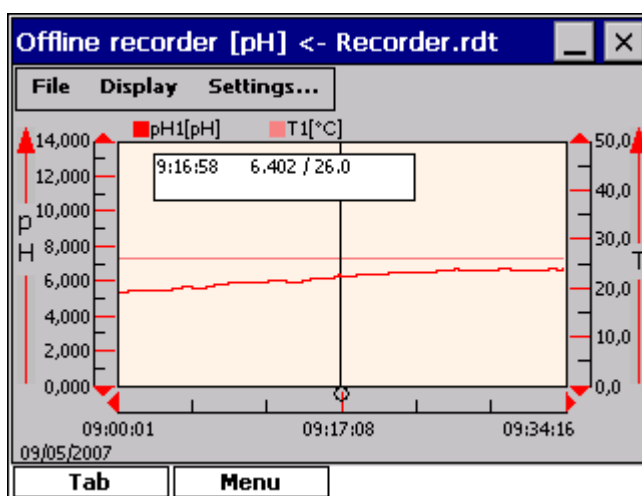 Offline recorder [pH] <- Recorder.rdt
File Display Settings...
pH1[pH] T1[°C]
14,000 50,0
9:16:58 6.402 / 26.0
12,000 40,0
10,000
pH 8,000 30,0 T
6,000 20,0
4,000
2,000 10,0
0,000 0,0
09:00:01 09:17:08 09:34:16
09/05/2007
Tab Menu